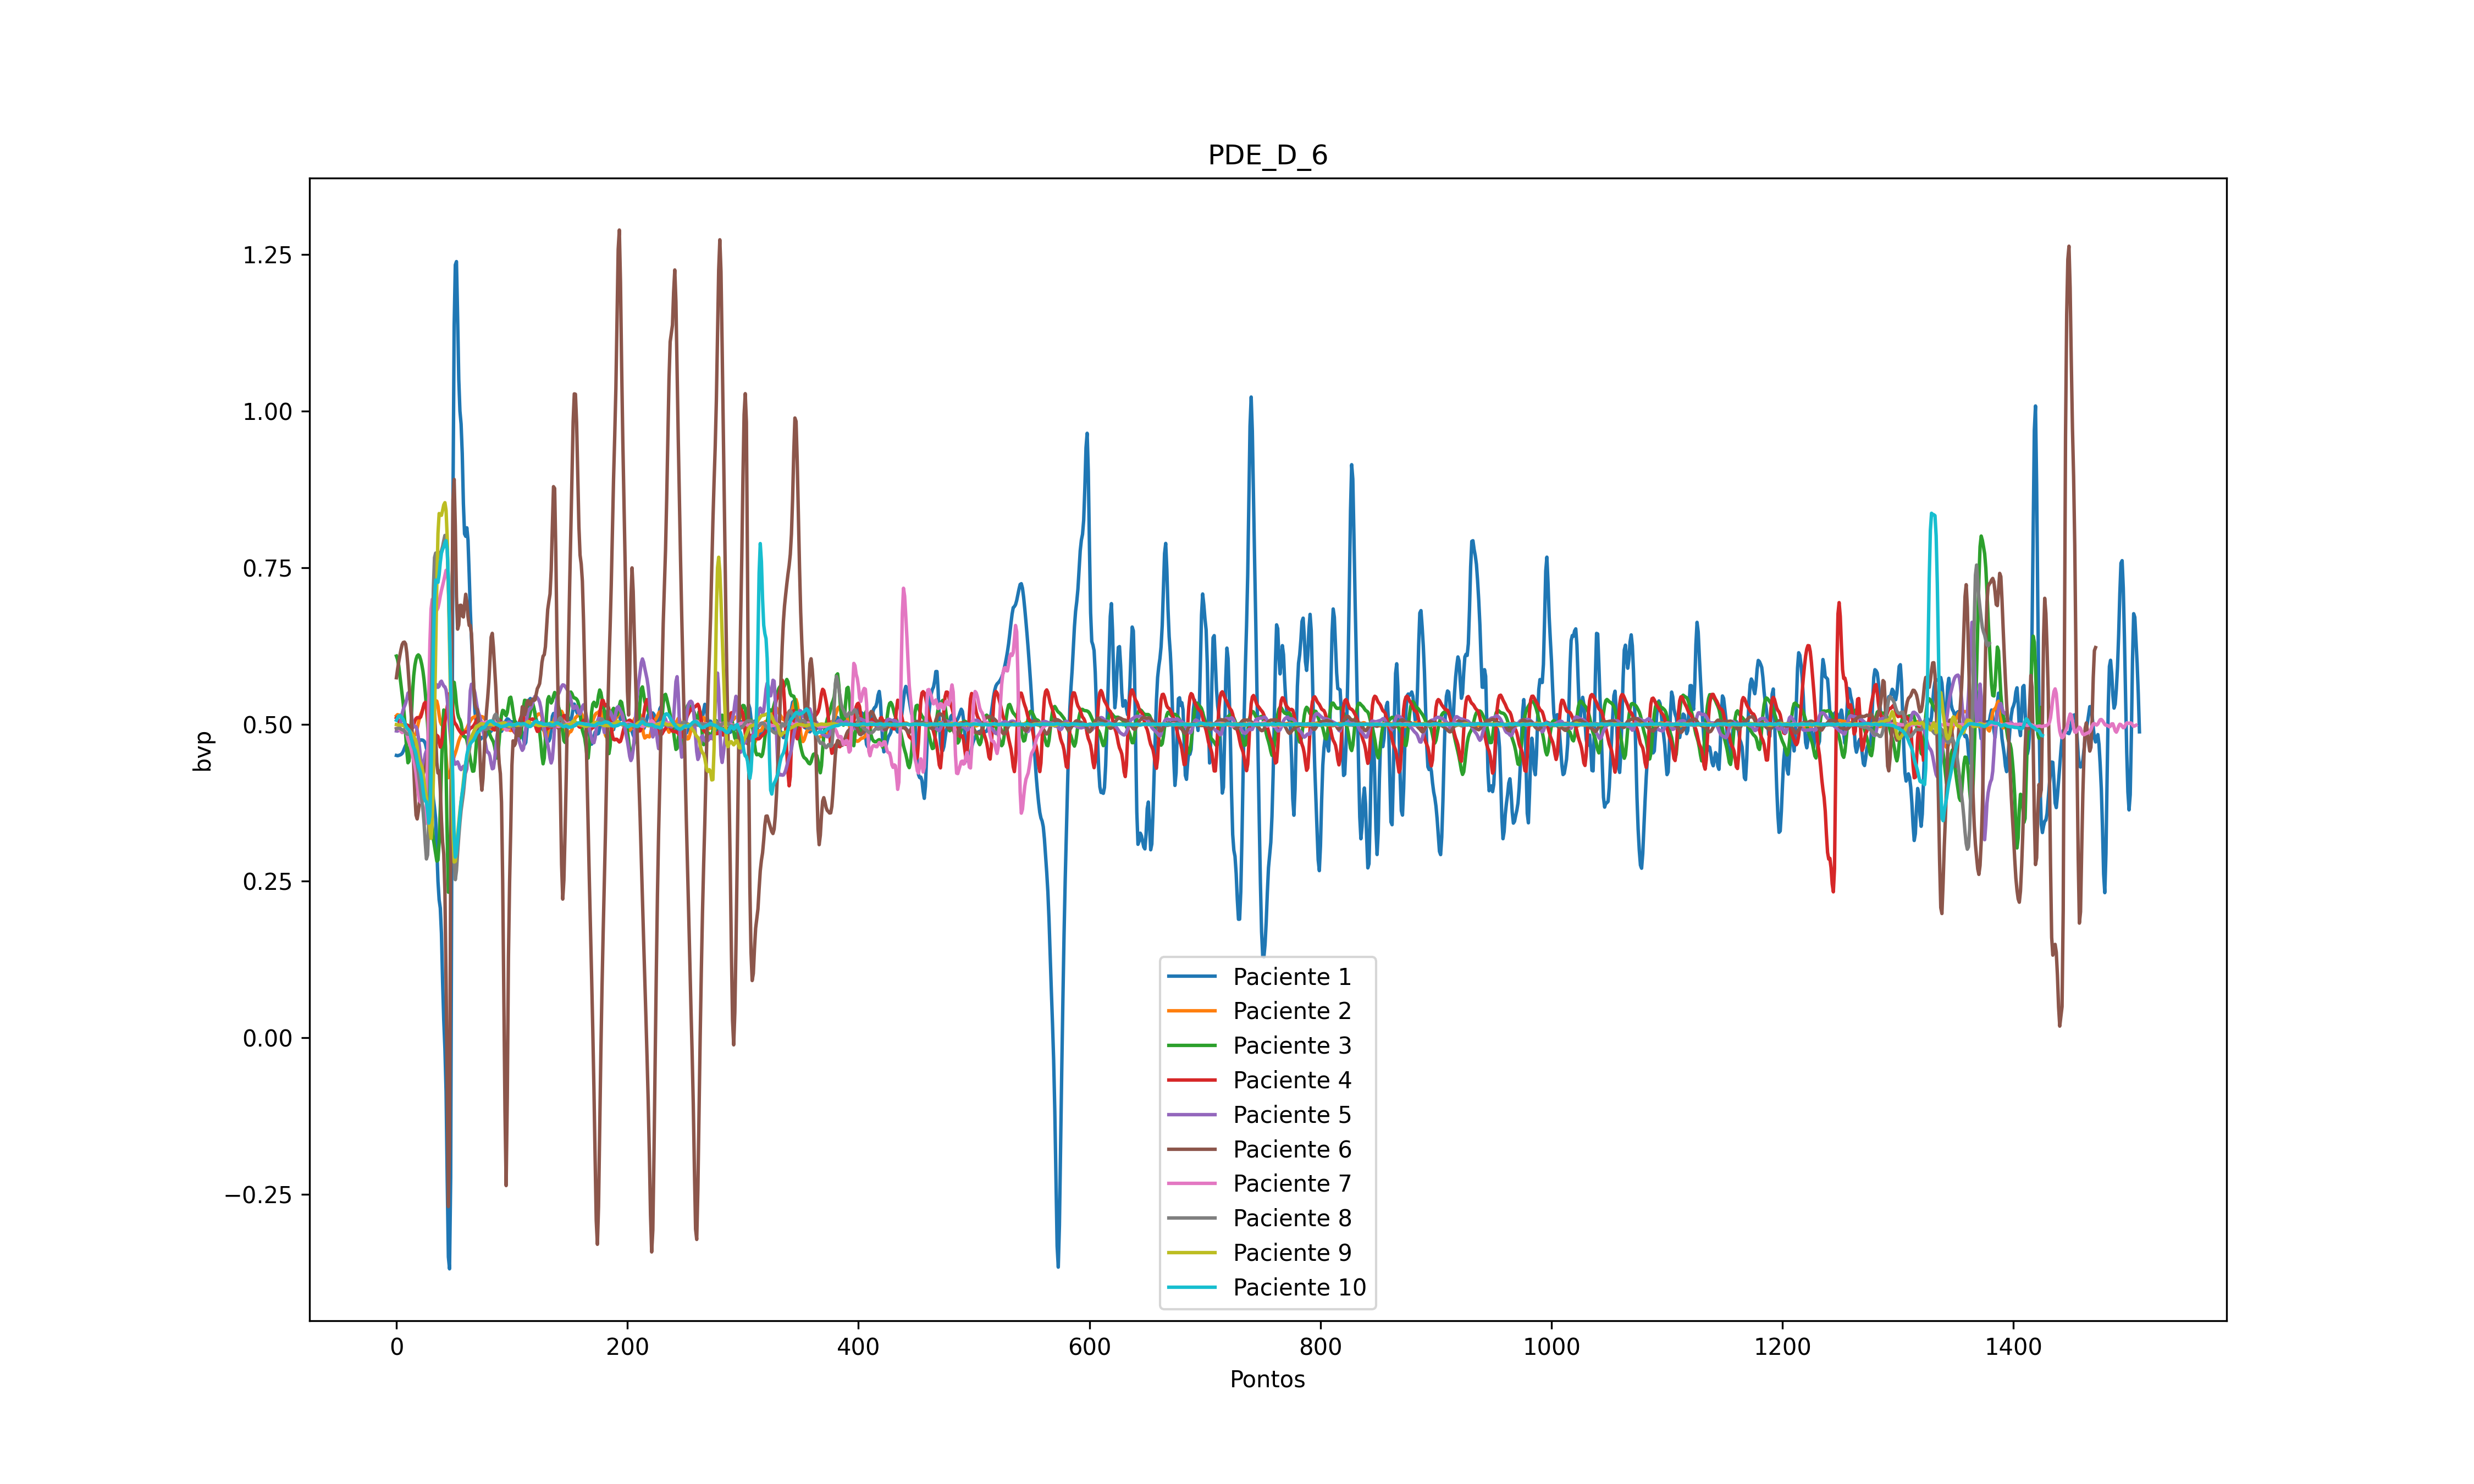 PDE_D_6
1.25
1.00
0.75
0.50
0.25
0.00
−0.25
bvp
Paciente 1
Paciente 2
Paciente 3
Paciente 4
Paciente 5
Paciente 6
Paciente 7
Paciente 8
Paciente 9
Paciente 10
0 200 400 600 800 1000 1200 1400
Pontos